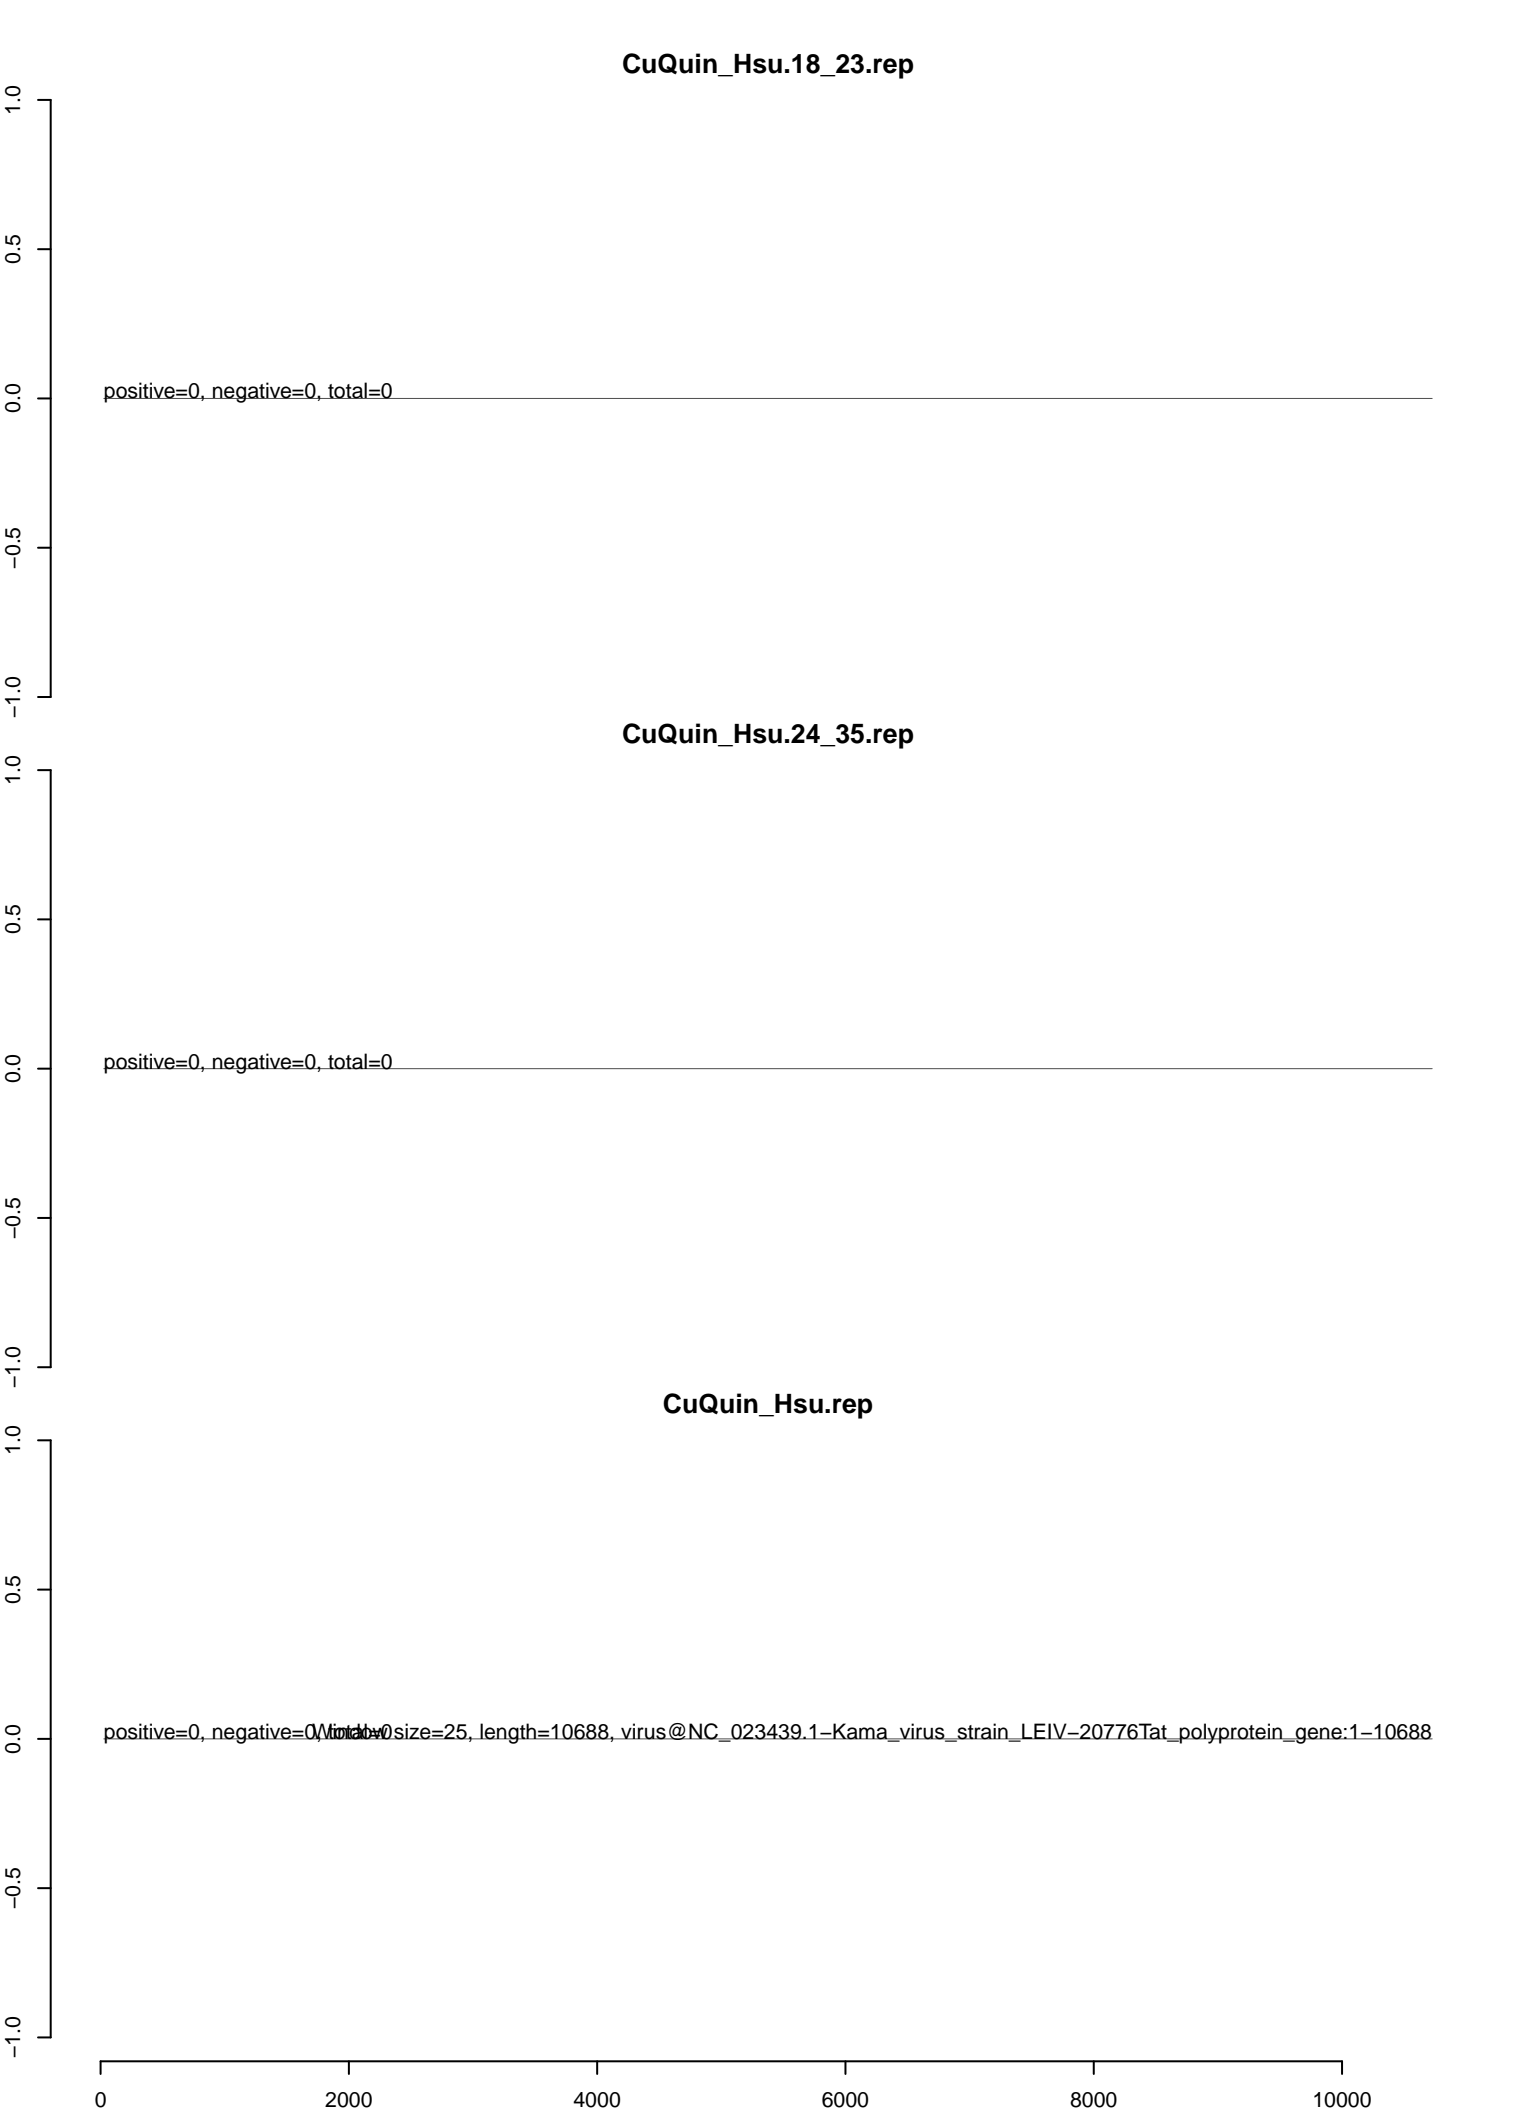 CuQuin_Hsu.18_23.rep
1.0
0.5
0.0
−0.5
−1.0
positive=0, negative=0, total=0
CuQuin_Hsu.24_35.rep
1.0
0.5
0.0
−0.5
−1.0
positive=0, negative=0, total=0
CuQuin_Hsu.rep
1.0
0.5
0.0
−0.5
−1.0
positive=0, negative=0, total=0
Window size=25, length=10688, virus@NC_023439.1−Kama_virus_strain_LEIV−20776Tat_polyprotein_gene:1−10688
0 2000 4000 6000 8000 10000